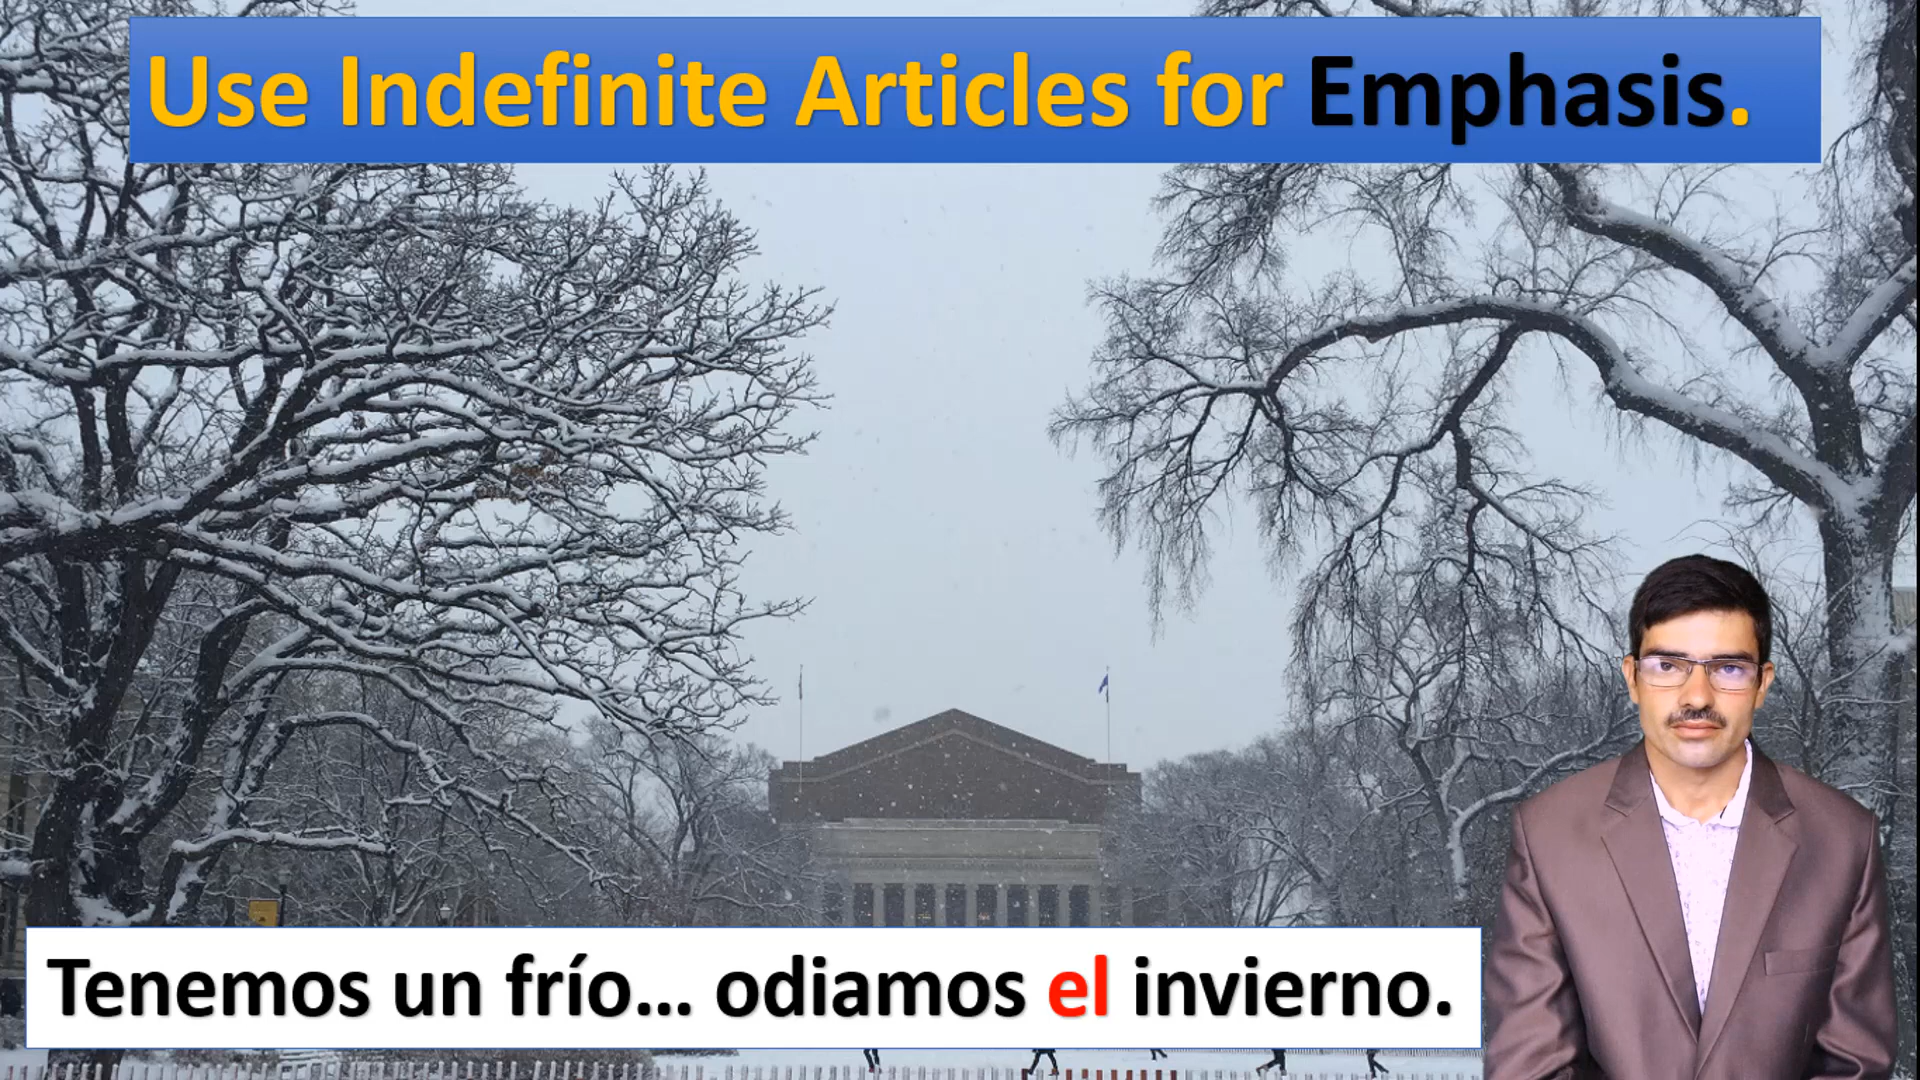 Use Indefinite Articles for Emphasis.
Tenemos un frío... odiamos el invierno.